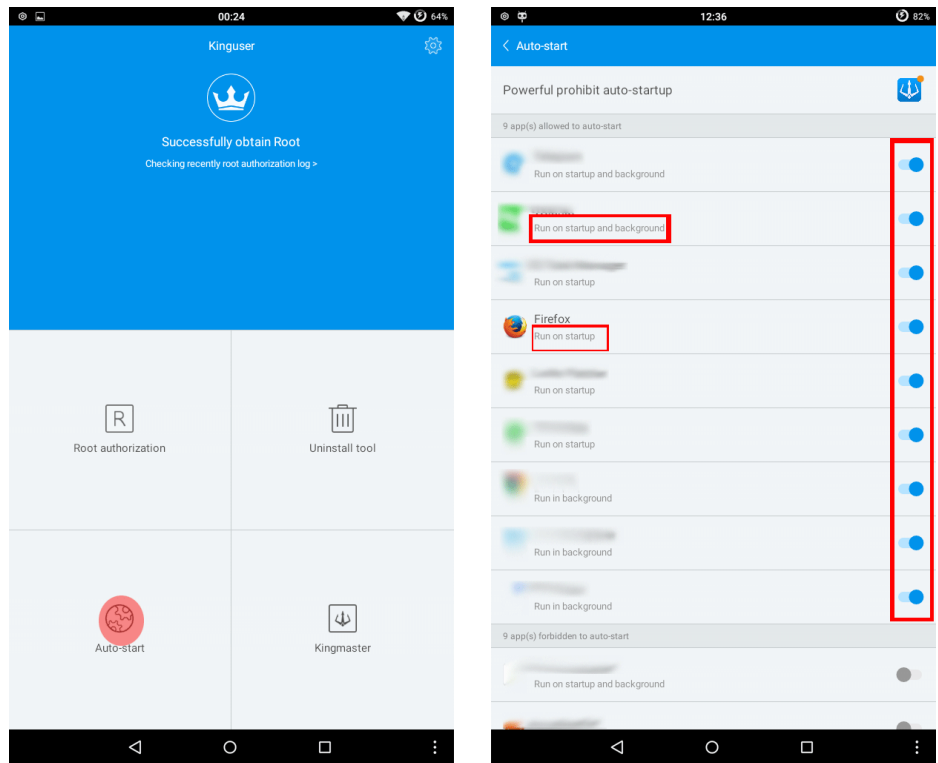 00:24
64%
Kinguser
Successfully obtain Root
Checking recently root authorization log >
R
Root authorization
Uninstall tool
Auto-start
Kingmaster
12:36
82%
Auto-start
Powerful prohibit auto-startup
9 app(s) allowed to auto-start
Run on startup and background
Run on startup and background
Run on startup
Firefox
Run on startup
Run on startup
Run on startup
Run in background
Run in background
Run in background
9 app(s) forbidden to auto-start
Run on startup and background